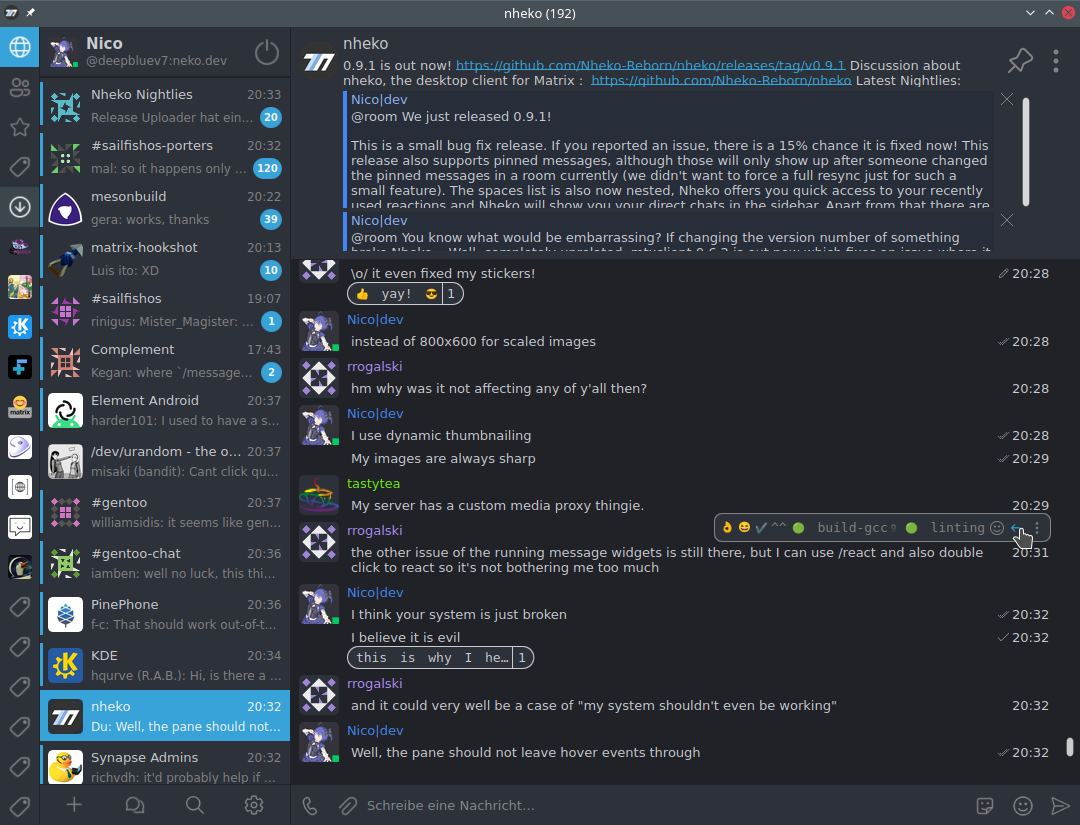 nheko (192)
Nico
@deepbluev7:neko.dev
Nheko Nightlies 20:33
Release Uploader hat ein... 20
#sailfishos-porters 20:32
mal: so it happens only ... 120
mesonbuild 20:22
gera: works, thanks 39
matrix-hookshot 20:13
Luis ito: XD 10
#sailfishos 19:07
rinigus: Mister_Magister: ... 1
Complement 17:43
Kegan: where `/message... 2
Element Android 20:37
harder101: I used to have a s...
/dev/urandom - the o... 20:37
misaki (bandit): Cant click qu...
#gentoo 20:37
williamsidis: it seems like gen...
#gentoo-chat 20:36
iamben: well no luck, this thi...
PinePhone 20:36
f-c: That should work out-of-t...
KDE 20:34
hqurve (R.A.B.): Hi, is there a ...
nheko 20:32
Du: Well, the pane should not...
Synapse Admins 20:32
richvdh: it'd probably help if ...
matrix
nheko
0.9.1 is out now! https://github.com/Nheko-Reborn/nheko/releases/tag/v0.9.1 Discussion about
nheko, the desktop client for Matrix : https://github.com/Nheko-Reborn/nheko Latest Nightlies:
Nico|dev
@room We just released 0.9.1!
This is a small bug fix release. If you reported an issue, there is a 15% chance it is fixed now! This
release also supports pinned messages, although those will only show up after someone changed
the pinned messages in a room currently (we didn't want to force a full resync just for such a
small feature). The spaces list is also now nested, Nheko offers you quick access to your recently
used reactions and Nheko will show you your direct chats in the sidebar. Apart from that there are
Nico|dev
@room You know what would be embarrassing? If changing the version number of something
\o/ it even fixed my stickers! 20:28
👍 yay! 😎 1
Nico|dev
instead of 800x600 for scaled images 20:28
rrogalski
hm why was it not affecting any of y'all then? 20:28
Nico|dev
I use dynamic thumbnailing 20:28
My images are always sharp 20:29
tastytea
My server has a custom media proxy thingie. 20:29
👌 😆 ✔ ^^ 🟢 build-gcc 🟢 linting
rrogalski
the other issue of the running message widgets is still there, but I can use /react and also double 20:31
click to react so it's not bothering me too much
Nico|dev
I think your system is just broken 20:32
I believe it is evil 20:32
this is why I he… 1
rrogalski
and it could very well be a case of "my system shouldn't even be working" 20:32
Nico|dev
Well, the pane should not leave hover events through 20:32
Schreibe eine Nachricht…